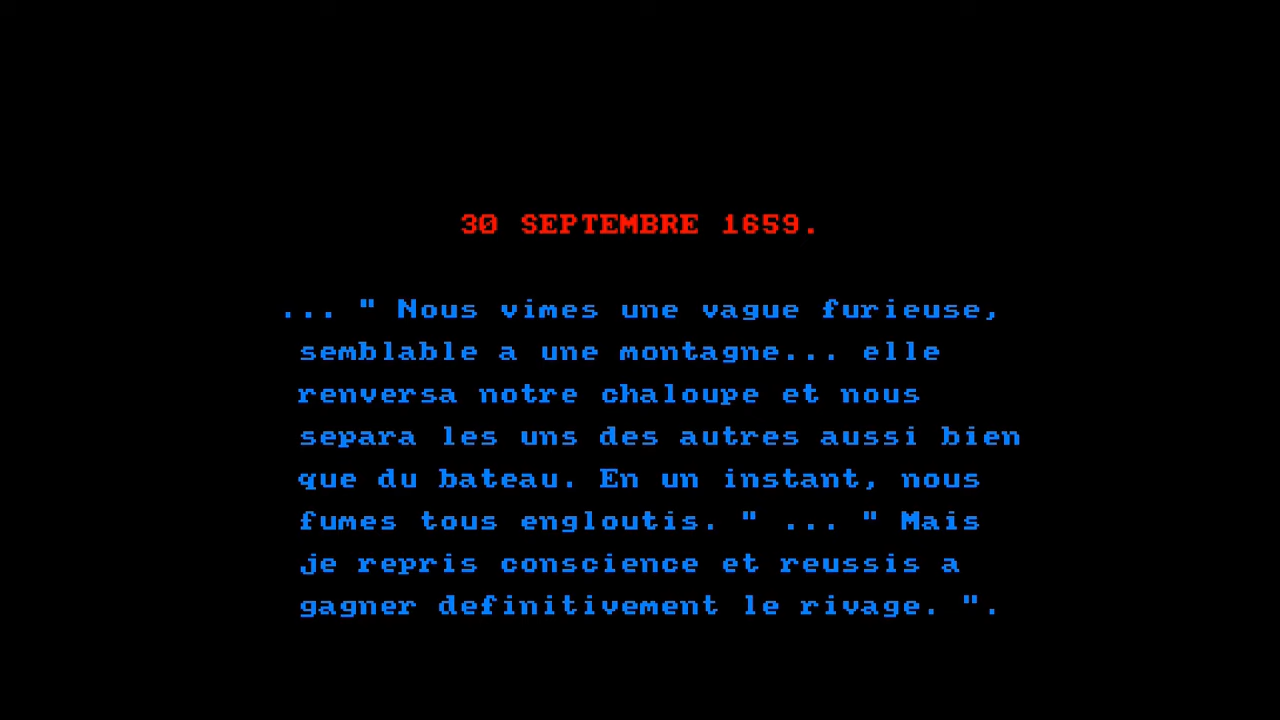 30 SEPTEMBRE 1659.
... " Nous vimes une vague furieuse,
semblable a une montagne... elle
renversa notre chaloupe et nous
separa les uns des autres aussi bien
que du bateau. En un instant, nous
fumes tous engloutis. " ... " Mais
je repris conscience et reussis a
gagner definitivement le rivage. ".